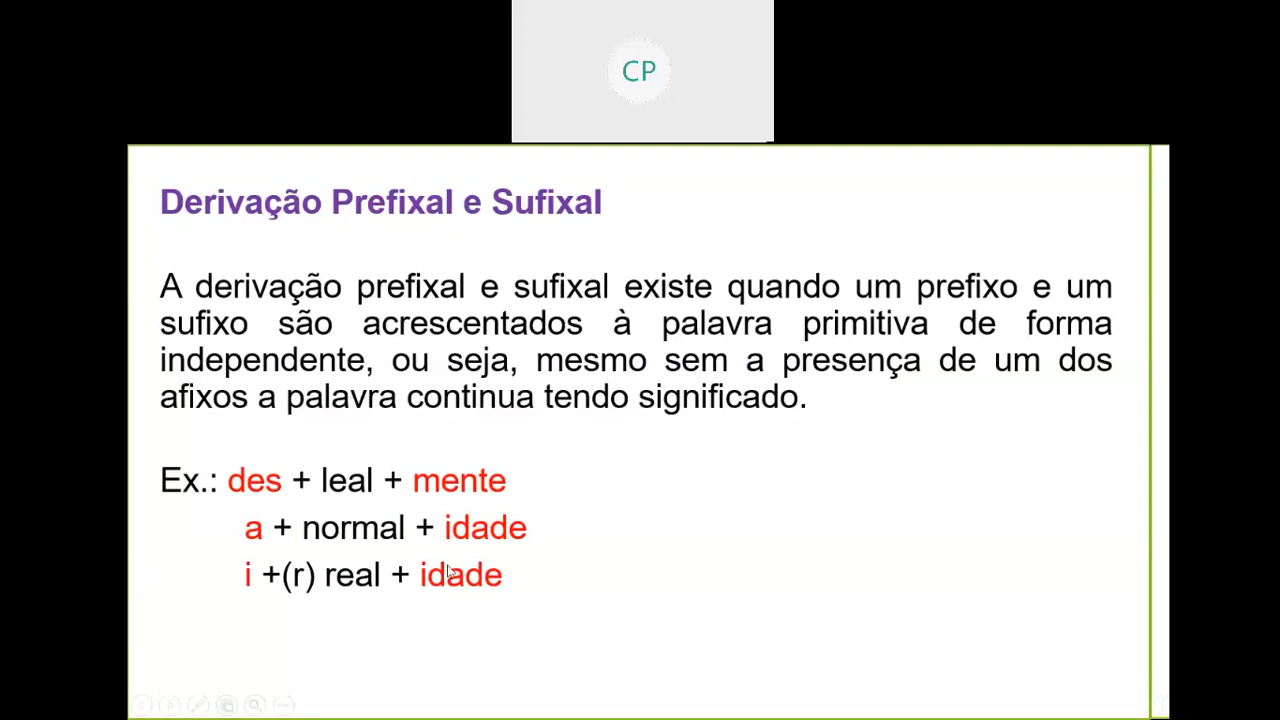 CP
Derivação Prefixal e Sufixal
A derivação prefixal e sufixal existe quando um prefixo e um
sufixo são acrescentados à palavra primitiva de forma
independente, ou seja, mesmo sem a presença de um dos
afixos a palavra continua tendo significado.
Ex.: des + leal + mente
a + normal + idade
i +(r) real + idade